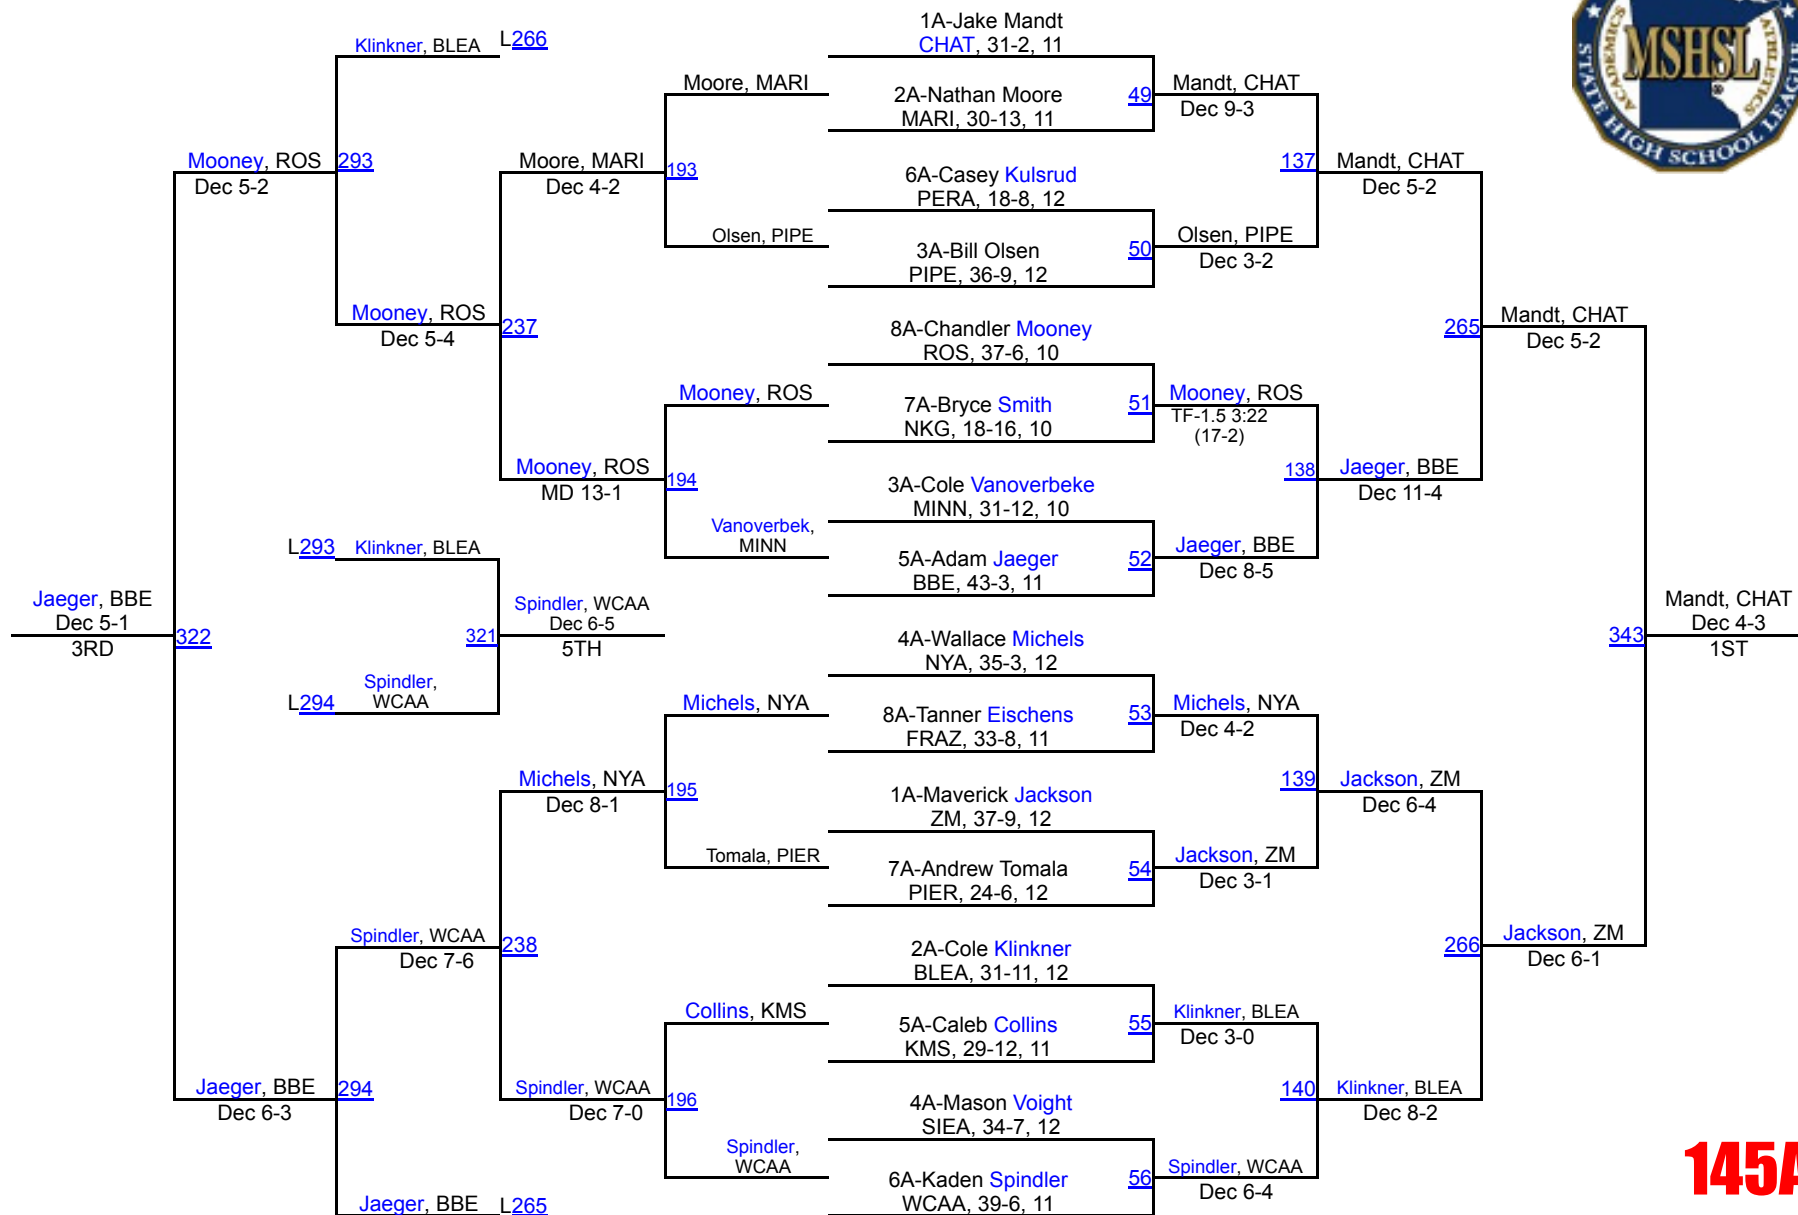 Klinkner, BLEA
L266
Mooney, ROS
Dec 5-2
293
Mooney, ROS
Dec 5-4
Moore, MARI
Dec 4-2
237
Mooney, ROS
MD 13-1
Moore, MARI
193
Olsen, PIPE
Mooney, ROS
194
Vanoverbek,
MINN
L293
Klinkner, BLEA
Spindler, WCAA
Dec 6-5
5TH
321
L294
Spindler,
WCAA
Jaeger, BBE
Dec 5-1
3RD
322
Michels, NYA
Michels, NYA
Dec 8-1
195
Tomala, PIER
Spindler, WCAA
Dec 7-6
238
Collins, KMS
Spindler, WCAA
Dec 7-0
196
Spindler,
WCAA
Jaeger, BBE
Dec 6-3
294
Jaeger, BBE
L265
1A-Jake Mandt
CHAT, 31-2, 11
2A-Nathan Moore
MARI, 30-13, 11
49
6A-Casey Kulsrud
PERA, 18-8, 12
3A-Bill Olsen
PIPE, 36-9, 12
50
8A-Chandler Mooney
ROS, 37-6, 10
7A-Bryce Smith
NKG, 18-16, 10
51
3A-Cole Vanoverbeke
MINN, 31-12, 10
5A-Adam Jaeger
BBE, 43-3, 11
52
4A-Wallace Michels
NYA, 35-3, 12
8A-Tanner Eischens
FRAZ, 33-8, 11
53
1A-Maverick Jackson
ZM, 37-9, 12
7A-Andrew Tomala
PIER, 24-6, 12
54
2A-Cole Klinkner
BLEA, 31-11, 12
5A-Caleb Collins
KMS, 29-12, 11
55
4A-Mason Voight
SIEA, 34-7, 12
6A-Kaden Spindler
WCAA, 39-6, 11
56
Mandt, CHAT
Dec 9-3
137
Olsen, PIPE
Dec 3-2
Mandt, CHAT
Dec 5-2
Mooney, ROS
TF-1.5 3:22
(17-2)
138
Jaeger, BBE
Dec 8-5
Jaeger, BBE
Dec 11-4
265
Mandt, CHAT
Dec 5-2
Michels, NYA
Dec 4-2
139
Jackson, ZM
Dec 3-1
Jackson, ZM
Dec 6-4
Klinkner, BLEA
Dec 3-0
140
Spindler, WCAA
Dec 6-4
Klinkner, BLEA
Dec 8-2
266
Jackson, ZM
Dec 6-1
343
Mandt, CHAT
Dec 4-3
1ST
ACADEMICS
ATHLETICS
MSHSL
®
STATE HIGH SCHOOL LEAGUE
145A